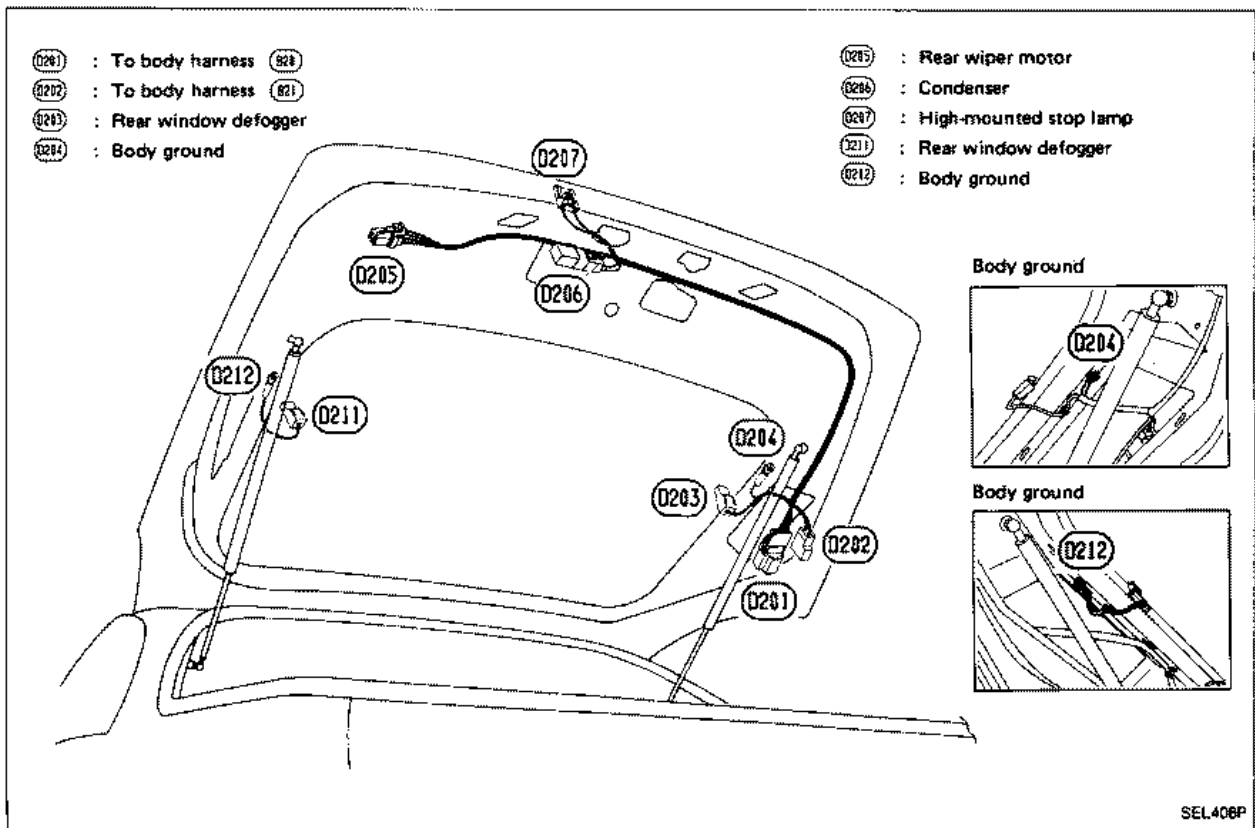 D201 : To body harness B20
D202 : To body harness B21
D203 : Rear window defogger
D204 : Body ground
D205 : Rear wiper motor
D206 : Condenser
D207 : High-mounted stop lamp
D211 : Rear window defogger
D212 : Body ground
D207
D205
D206
D212
D211
D204
D203
D202
D201
Body ground
D204
Body ground
D212
SEL406P